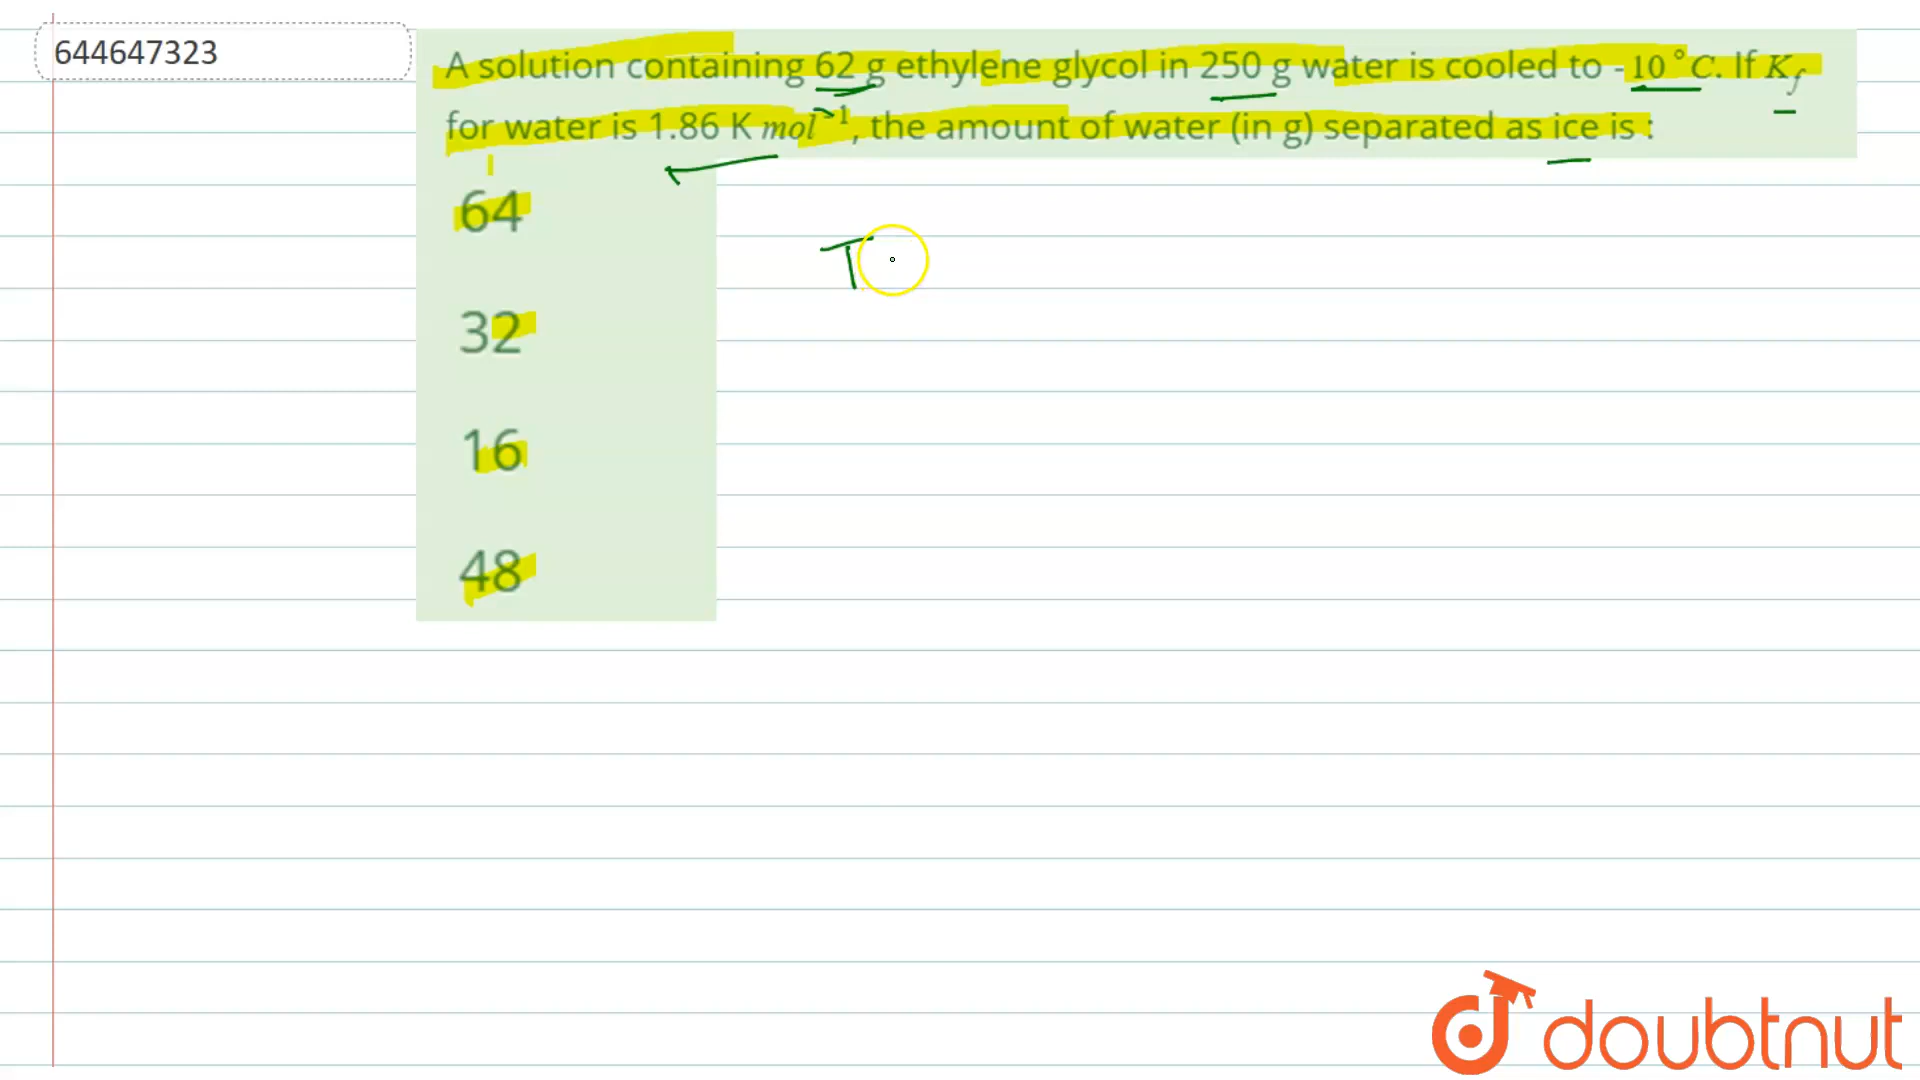 644647323
A solution containing 62 g ethylene glycol in 250 g water is cooled to -10°C. If K_f
for water is 1.86 K mol⁻¹, the amount of water (in g) separated as ice is :
64
32
16
48
T
doubtnut